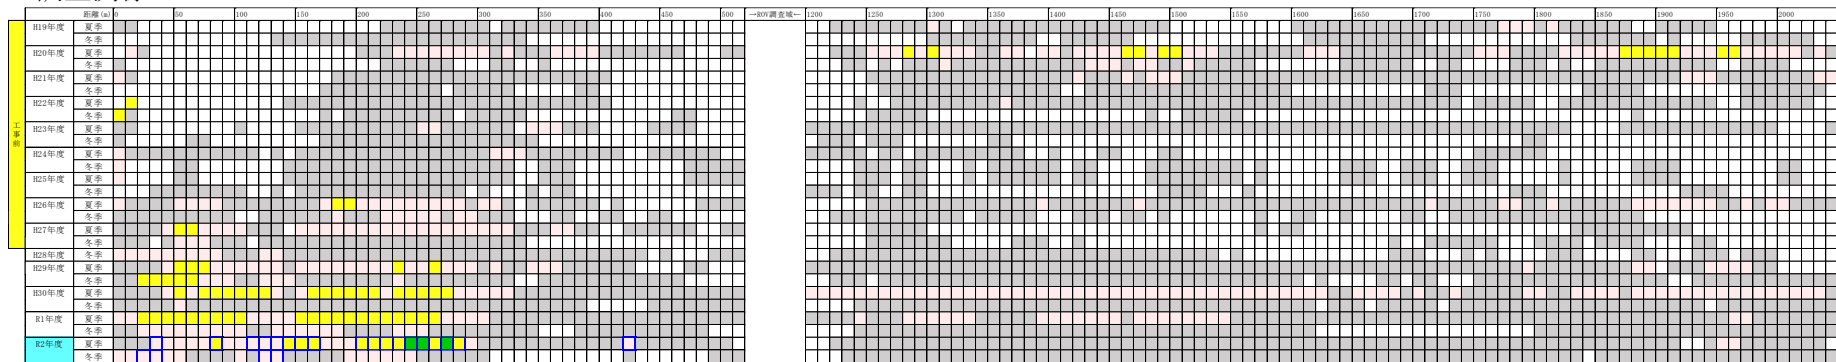 距離(m) 0 50 100 150 200 250 300 350 400 450 500 →ROV調査域← 1200 1250 1300 1350 1400 1450 1500 1550 1600 1650 1700 1750 1800 1850 1900 1950 2000
工事前
H19年度 夏季
冬季
H20年度 夏季
冬季
H21年度 夏季
冬季
H22年度 夏季
冬季
H23年度 夏季
冬季
H24年度 夏季
冬季
H25年度 夏季
冬季
H26年度 夏季
冬季
H27年度 夏季
冬季
H28年度 冬季
H29年度 夏季
冬季
H30年度 夏季
冬季
R1年度 夏季
冬季
R2年度 夏季
冬季